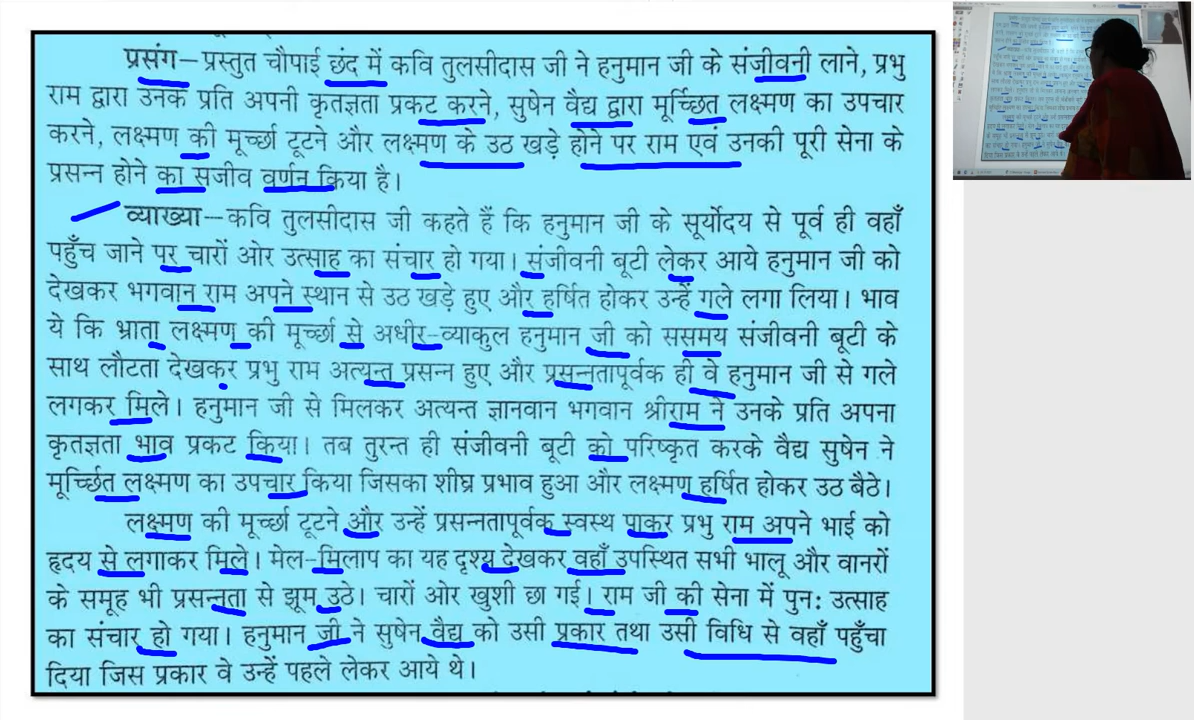 प्रसंग– प्रस्तुत चौपाई छंद में कवि तुलसीदास जी ने हनुमान जी के संजीवनी लाने, प्रभु
राम द्वारा उनके प्रति अपनी कृतज्ञता प्रकट करने, सुषेन वैद्य द्वारा मूर्च्छित लक्ष्मण का उपचार
करने, लक्ष्मण की मूर्च्छा टूटने और लक्ष्मण के उठ खड़े होने पर राम एवं उनकी पूरी सेना के
प्रसन्न होने का सजीव वर्णन किया है।
व्याख्या–कवि तुलसीदास जी कहते हैं कि हनुमान जी के सूर्योदय से पूर्व ही वहाँ
पहुँच जाने पर चारों ओर उत्साह का संचार हो गया। संजीवनी बूटी लेकर आये हनुमान जी को
देखकर भगवान राम अपने स्थान से उठ खड़े हुए और हर्षित होकर उन्हें गले लगा लिया। भाव
ये कि भ्राता लक्ष्मण की मूर्च्छा से अधीर-व्याकुल हनुमान जी को ससमय संजीवनी बूटी के
साथ लौटता देखकर प्रभु राम अत्यन्त प्रसन्न हुए और प्रसन्नतापूर्वक ही वे हनुमान जी से गले
लगकर मिले। हनुमान जी से मिलकर अत्यन्त ज्ञानवान भगवान श्रीराम ने उनके प्रति अपना
कृतज्ञता भाव प्रकट किया। तब तुरन्त ही संजीवनी बूटी को परिष्कृत करके वैद्य सुषेन ने
मूर्च्छित लक्ष्मण का उपचार किया जिसका शीघ्र प्रभाव हुआ और लक्ष्मण हर्षित होकर उठ बैठे।
लक्ष्मण की मूर्च्छा टूटने और उन्हें प्रसन्नतापूर्वक स्वस्थ पाकर प्रभु राम अपने भाई को
हृदय से लगाकर मिले। मेल-मिलाप का यह दृश्य देखकर वहाँ उपस्थित सभी भालू और वानरों
के समूह भी प्रसन्नता से झूम उठे। चारों ओर खुशी छा गई। राम जी की सेना में पुन: उत्साह
का संचार हो गया। हनुमान जी ने सुषेन वैद्य को उसी प्रकार तथा उसी विधि से वहाँ पहुँचा
दिया जिस प्रकार वे उन्हें पहले लेकर आये थे।